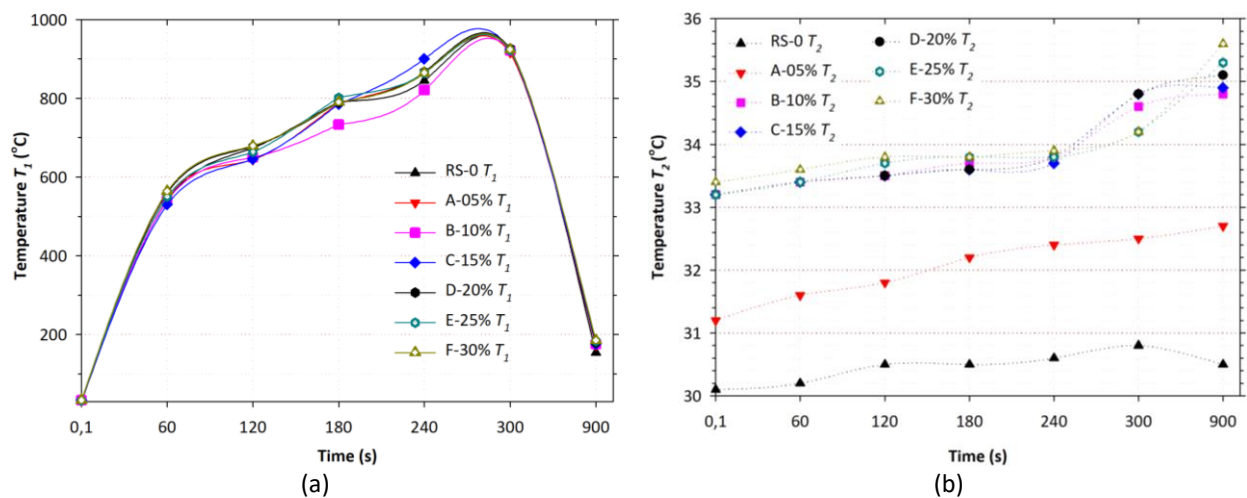 1000
800
600
400
200
Temperature T1 (°C)
RS-0 T1
A-05% T1
B-10% T1
C-15% T1
D-20% T1
E-25% T1
F-30% T1
0,1 60 120 180 240 300 900
Time (s)
(a)
36
35
34
33
32
31
30
Temperature T2 (°C)
RS-0 T2
A-05% T2
B-10% T2
C-15% T2
D-20% T2
E-25% T2
F-30% T2
0,1 60 120 180 240 300 900
Time (s)
(b)